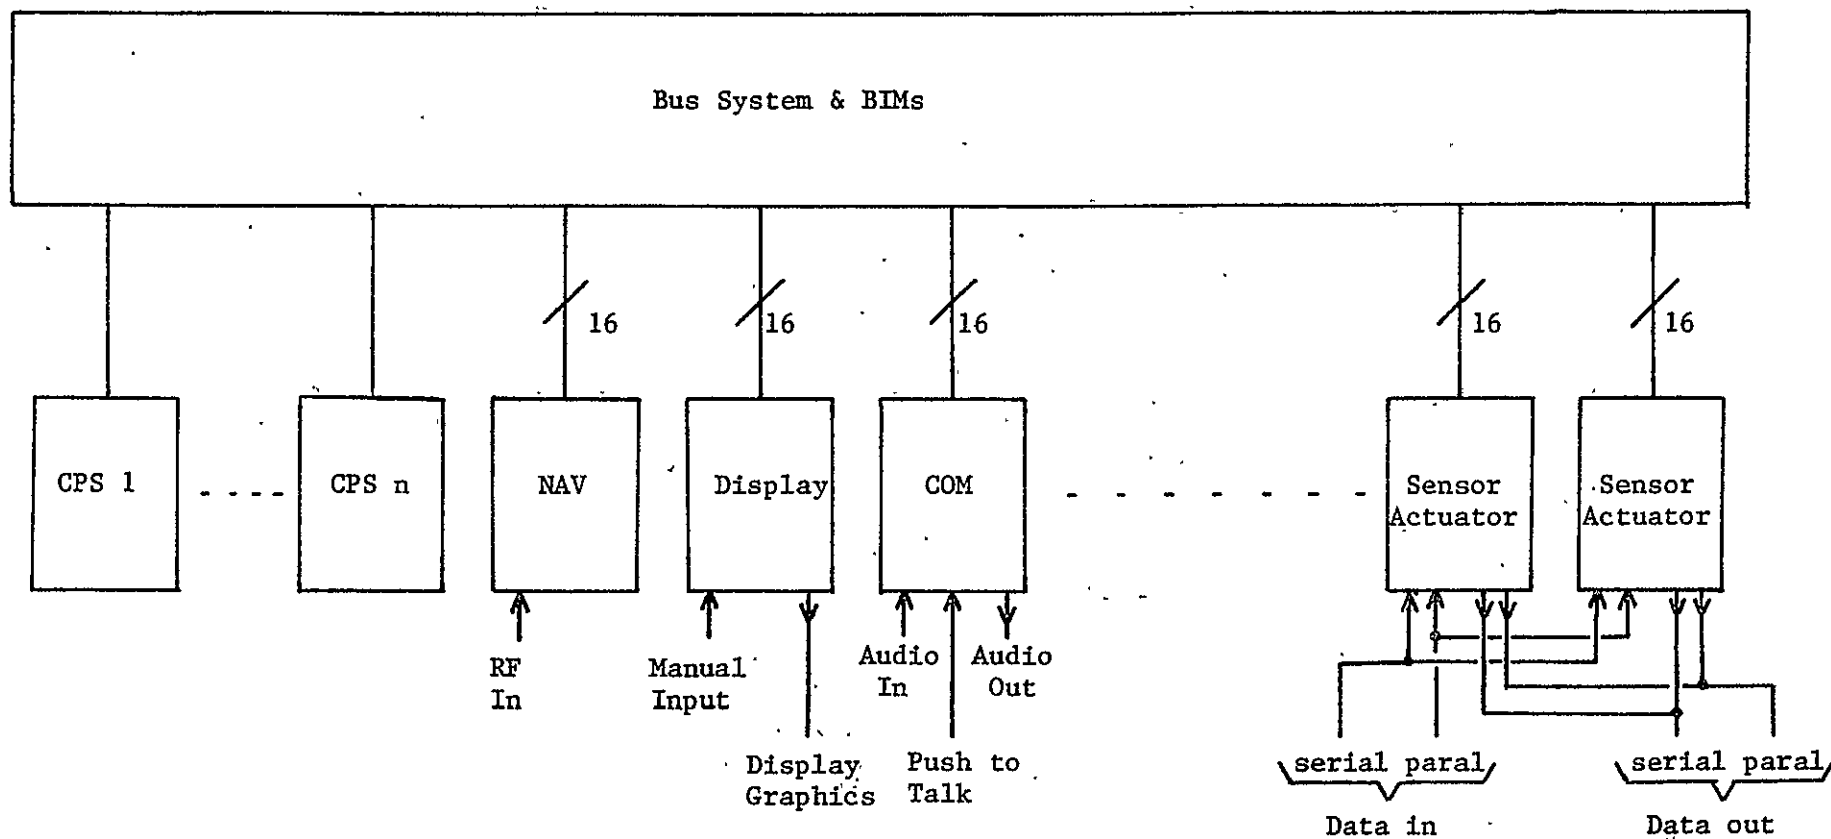 Bus System & BIMs
16
16
16
16
16
CPS 1
CPS n
NAV
Display
COM
Sensor
Actuator
Sensor
Actuator
RF
In
Manual
Input
Audio
In
Audio
Out
Display
Graphics
Push to
Talk
serial paral
Data in
serial paral
Data out